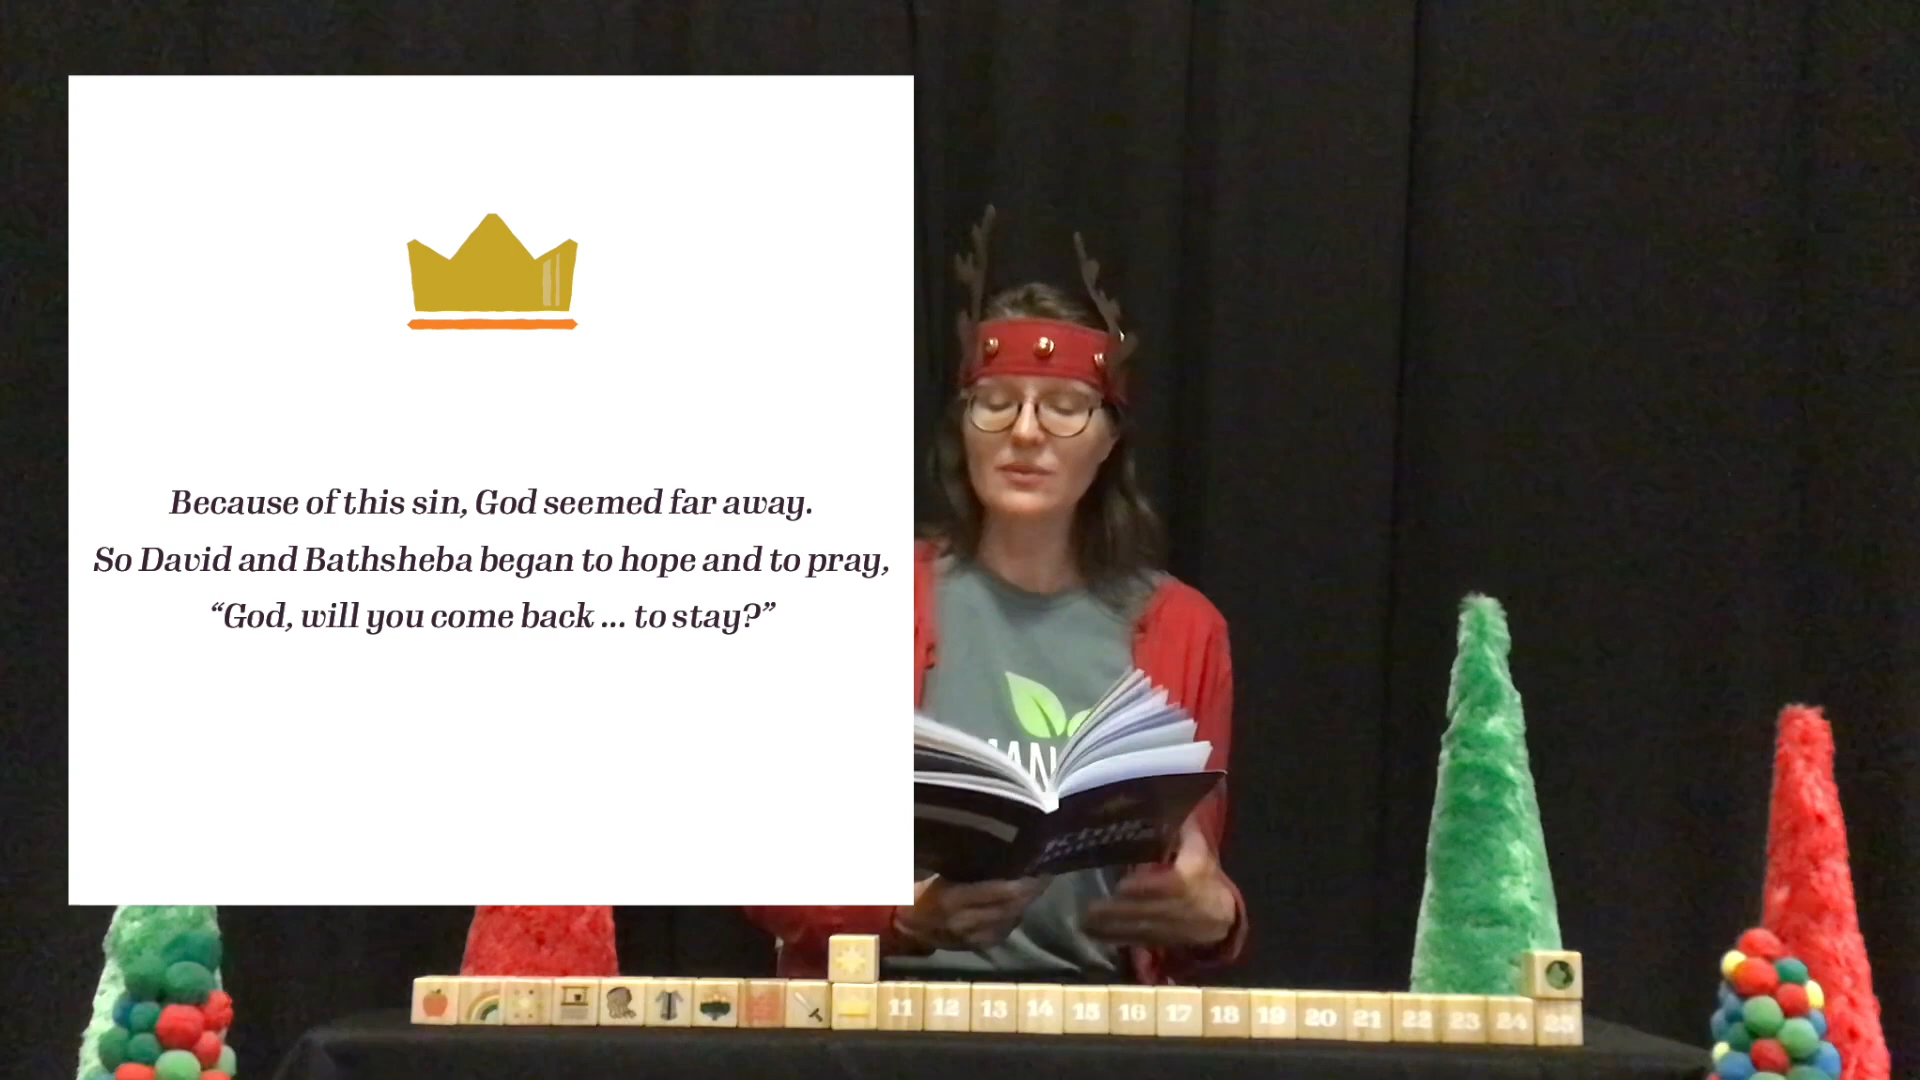 Because of this sin, God seemed far away.
So David and Bathsheba began to hope and to pray,
“God, will you come back ... to stay?”
11 12 13 14 15 16 17 18 19 20 21 22 23 24 25